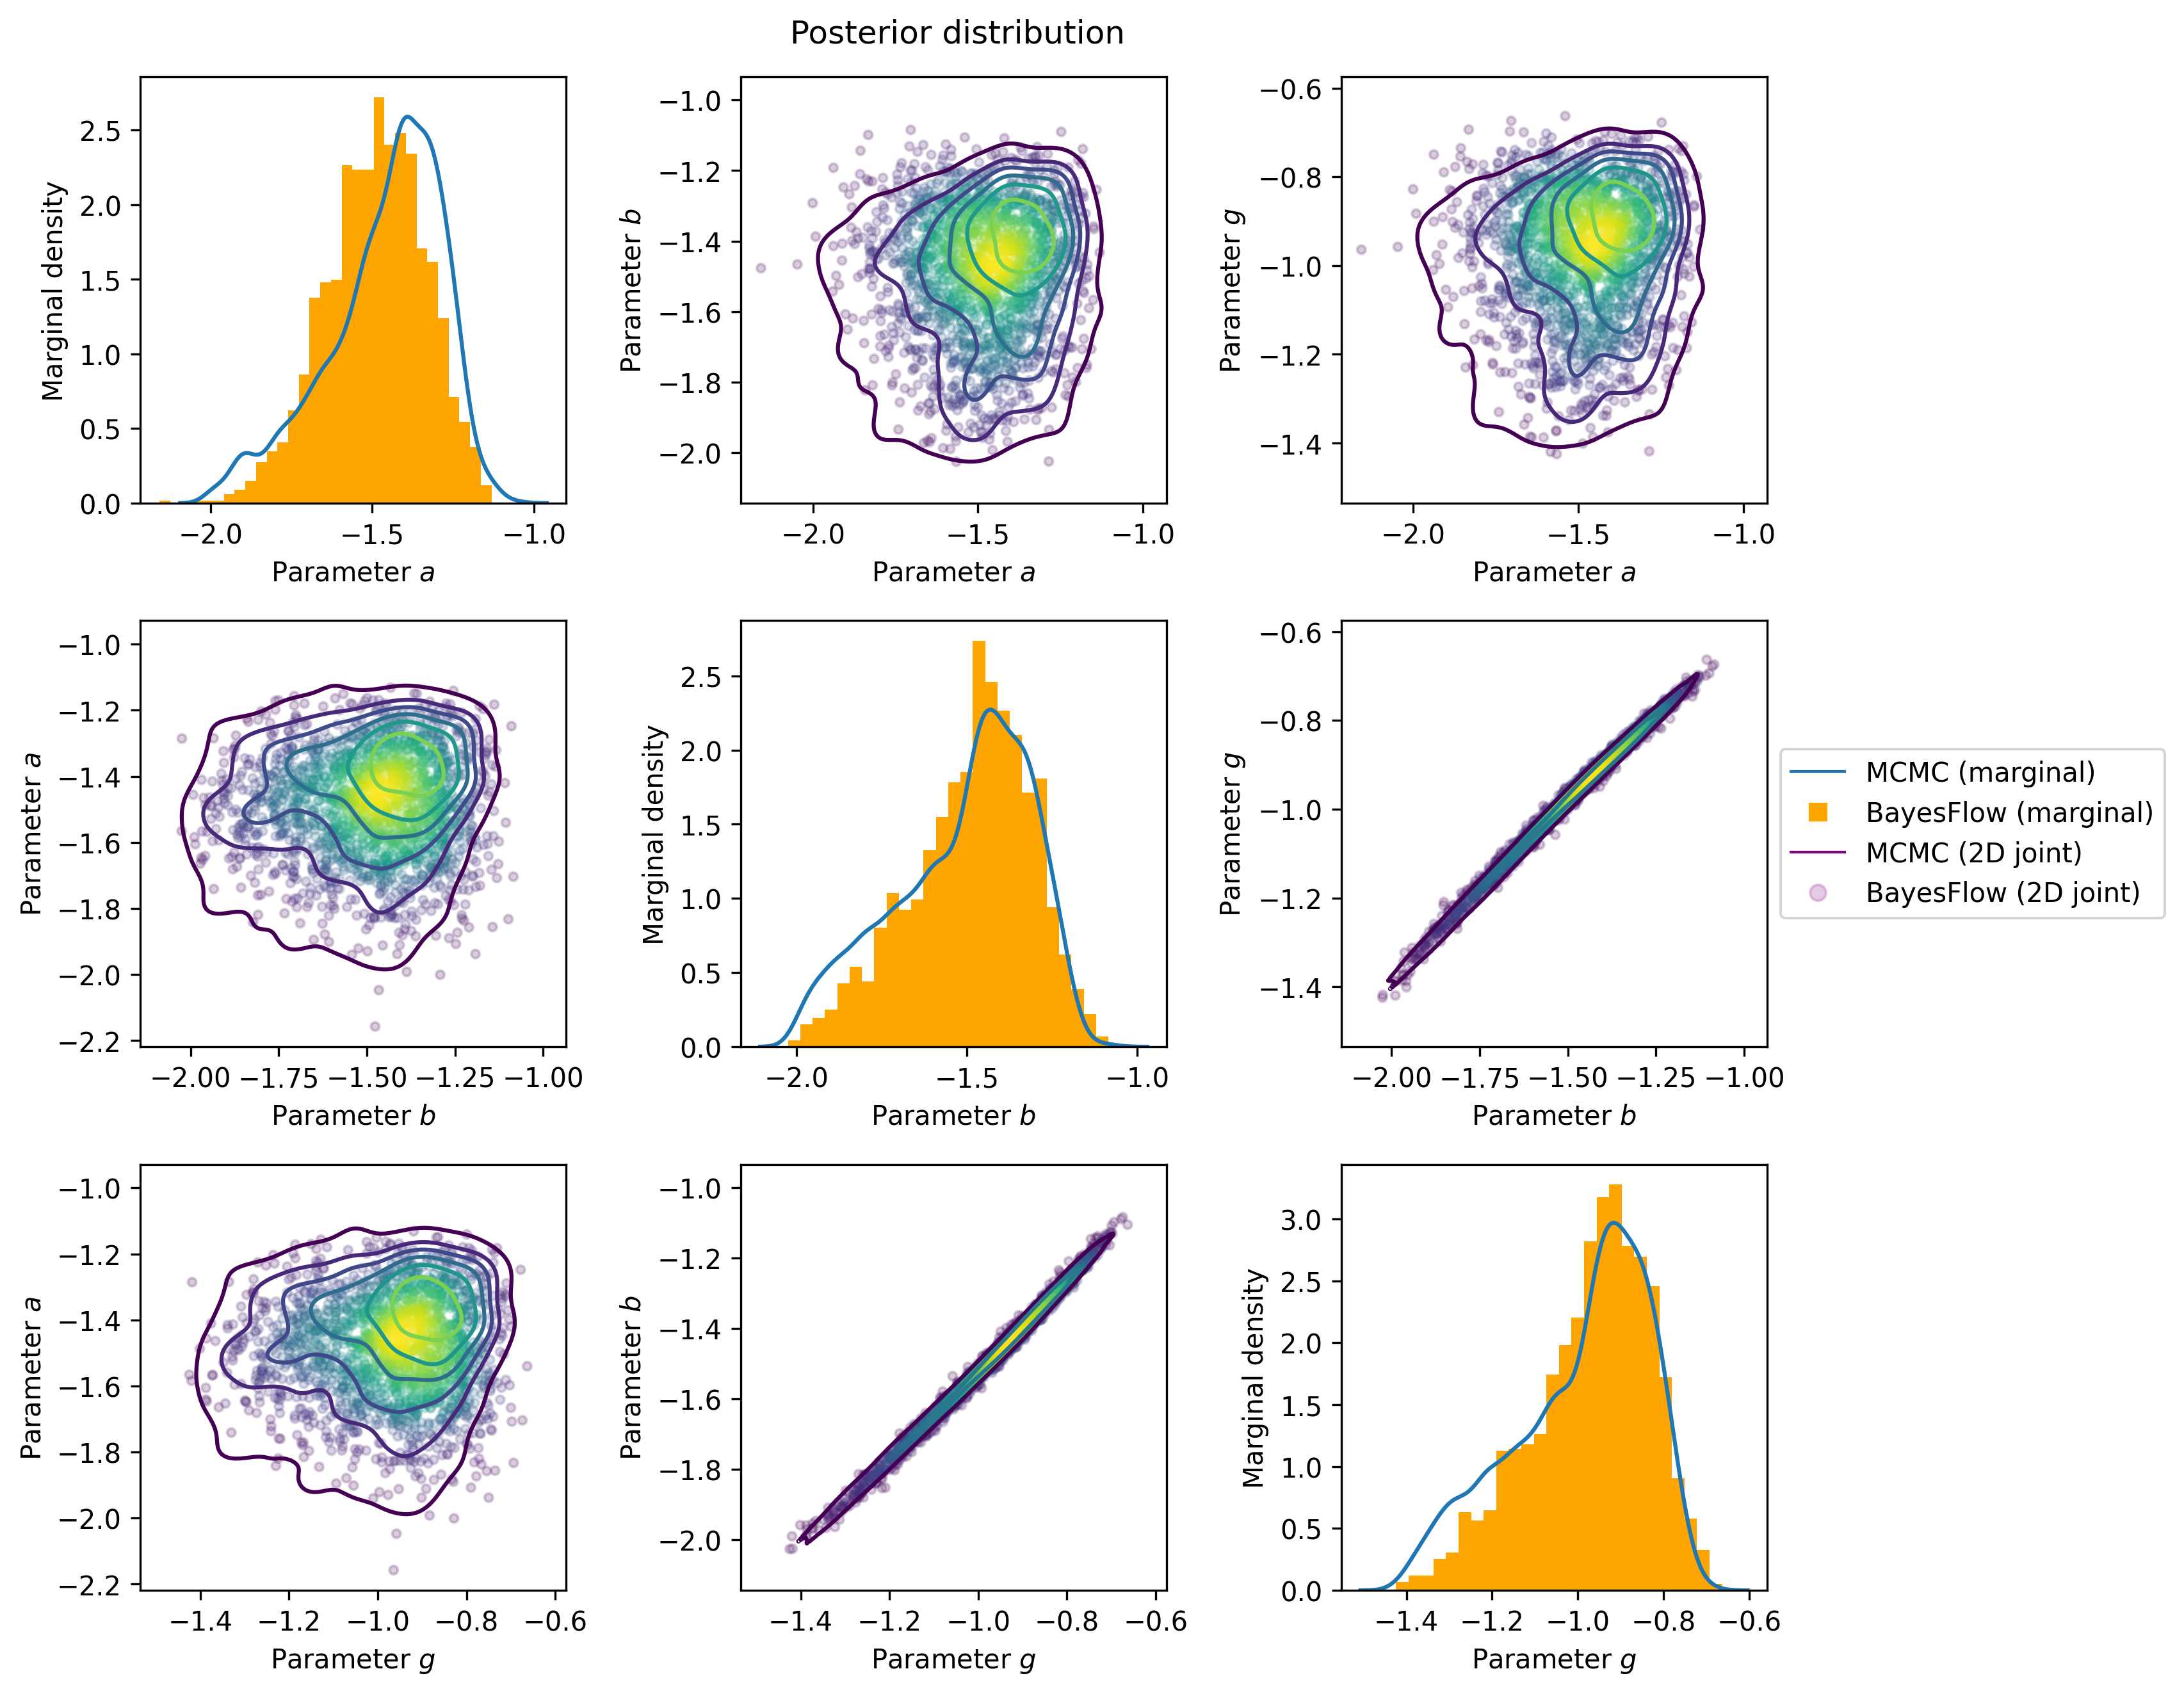 Posterior distribution
2.5
2.0
1.5
1.0
0.5
0.0
Marginal density
−2.0 −1.5 −1.0
Parameter a
−1.0
−1.2
−1.4
−1.6
−1.8
−2.0
Parameter b
−2.0 −1.5 −1.0
Parameter a
−0.6
−0.8
−1.0
−1.2
−1.4
Parameter g
−2.0 −1.5 −1.0
Parameter a
−1.0
−1.2
−1.4
−1.6
−1.8
−2.0
−2.2
Parameter a
−2.00 −1.75 −1.50 −1.25 −1.00
Parameter b
2.5
2.0
1.5
1.0
0.5
0.0
Marginal density
−2.0 −1.5 −1.0
Parameter b
−0.6
−0.8
−1.0
−1.2
−1.4
Parameter g
−2.00 −1.75 −1.50 −1.25 −1.00
Parameter b
MCMC (marginal)
BayesFlow (marginal)
MCMC (2D joint)
BayesFlow (2D joint)
−1.0
−1.2
−1.4
−1.6
−1.8
−2.0
−2.2
Parameter a
−1.4 −1.2 −1.0 −0.8 −0.6
Parameter g
−1.0
−1.2
−1.4
−1.6
−1.8
−2.0
Parameter b
−1.4 −1.2 −1.0 −0.8 −0.6
Parameter g
3.0
2.5
2.0
1.5
1.0
0.5
0.0
Marginal density
−1.4 −1.2 −1.0 −0.8 −0.6
Parameter g